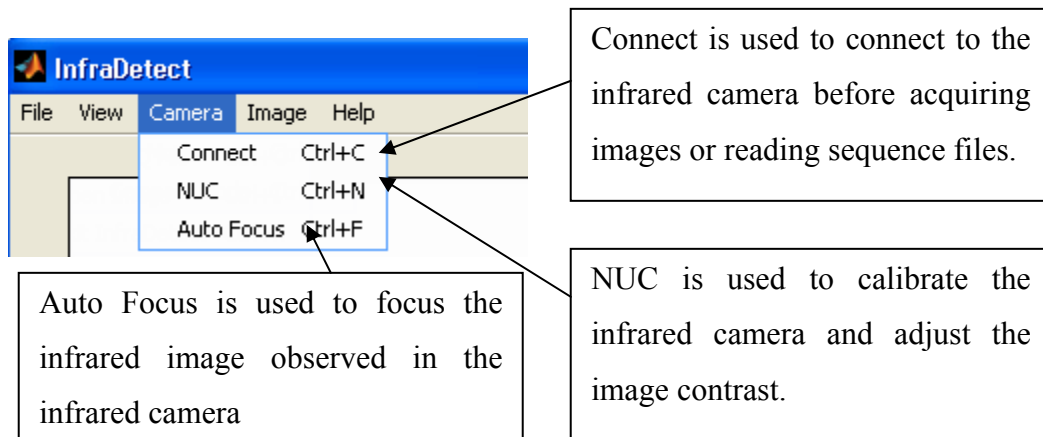 InfraDetect
File View Camera Image Help
Connect Ctrl+C
NUC Ctrl+N
Auto Focus Ctrl+F
Connect is used to connect to the
infrared camera before acquiring
images or reading sequence files.
Auto Focus is used to focus the
infrared image observed in the
infrared camera
NUC is used to calibrate the
infrared camera and adjust the
image contrast.